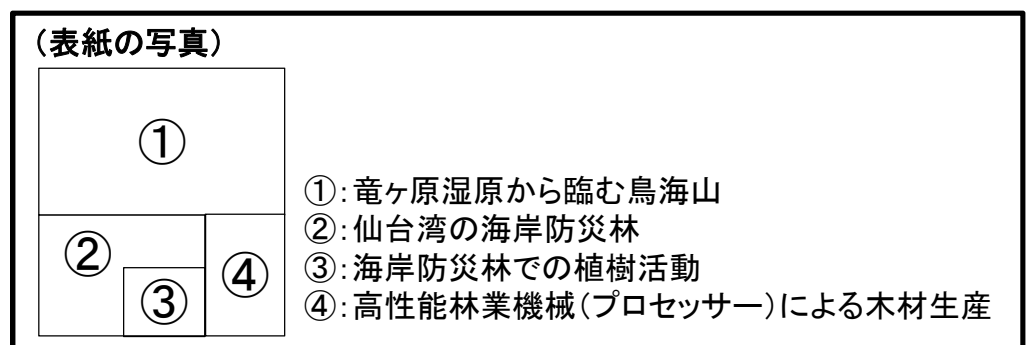 (表紙の写真)
①
②
③
④
①:竜ヶ原湿原から臨む鳥海山
②:仙台湾の海岸防災林
③:海岸防災林での植樹活動
④:高性能林業機械(プロセッサー)による木材生産